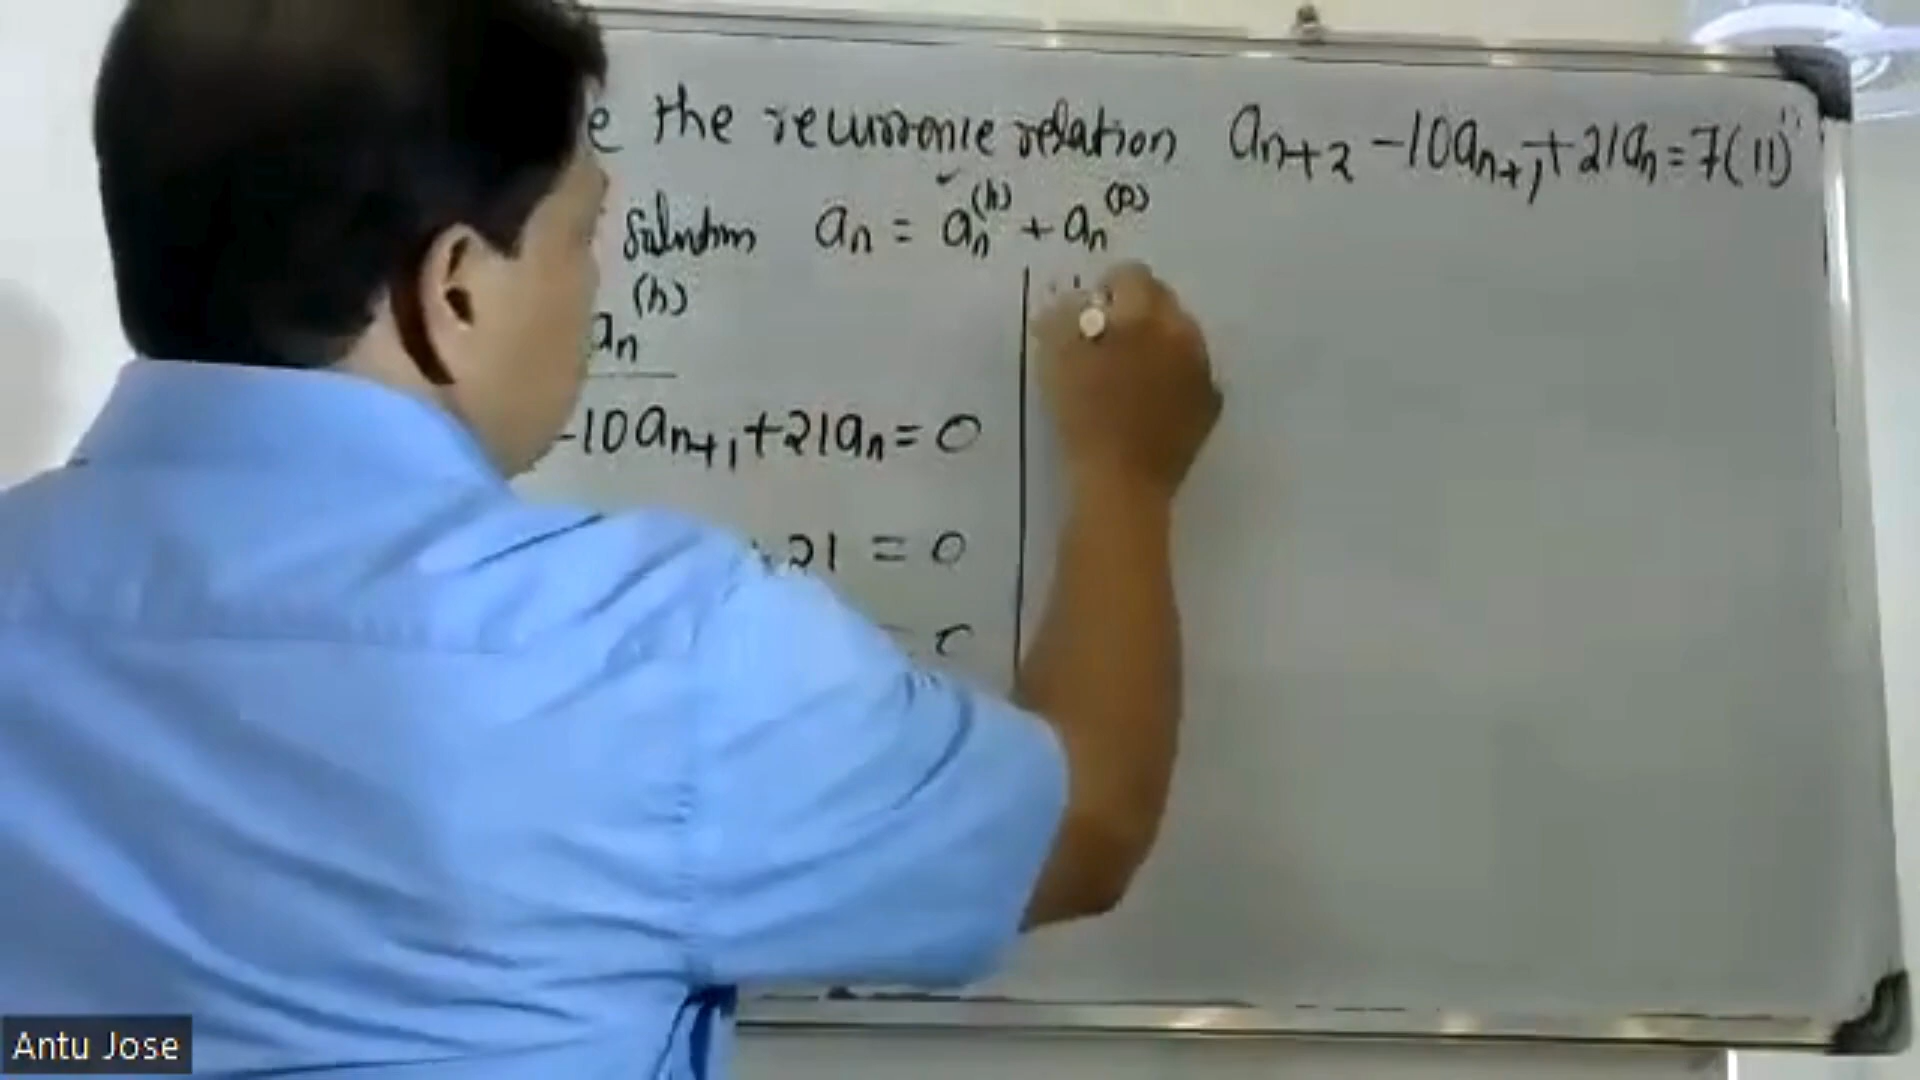 the recurrence relation aₙ₊₂ -10aₙ₊₁ +21aₙ = 7(11)
Solution aₙ = aₙ⁽ʰ⁾ + aₙ⁽ᵖ⁾
aₙ⁽ʰ⁾
-10aₙ₊₁ +21aₙ = 0
21 = 0
= 0
Antu Jose